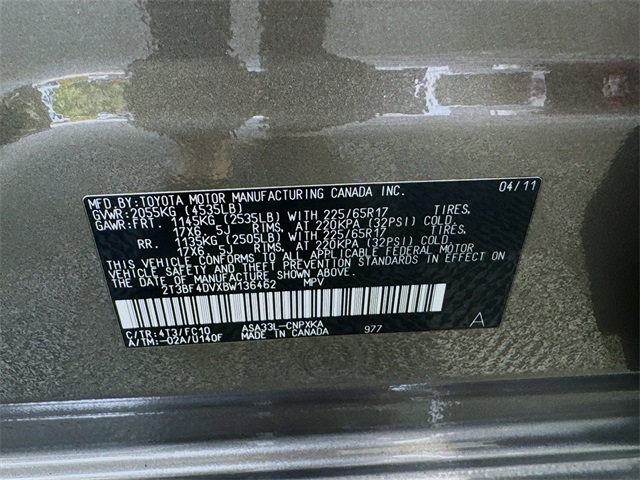 MFD.BY:TOYOTA MOTOR MANUFACTURING CANADA INC. 04/11
GVWR:2055KG (4535LB)
GAWR:FRT. 1145KG (2535LB) WITH 225/65R17 TIRES,
17X6.5J RIMS, AT 220KPA (32PSI) COLD.
RR. 1135KG (2505LB) WITH 225/65R17 TIRES,
17X6.5J RIMS, AT 220KPA (32PSI) COLD.
THIS VEHICLE CONFORMS TO ALL APPLICABLE FEDERAL MOTOR
VEHICLE SAFETY AND THEFT PREVENTION STANDARDS IN EFFECT ON
THE DATE OF MANUFACTURE SHOWN ABOVE.
2T3BF4DVXBW136462 MPV
C/TR:4T3/FC10 ASA33L-CNPXKA 977 A
A/TM:-02A/U140F MADE IN CANADA